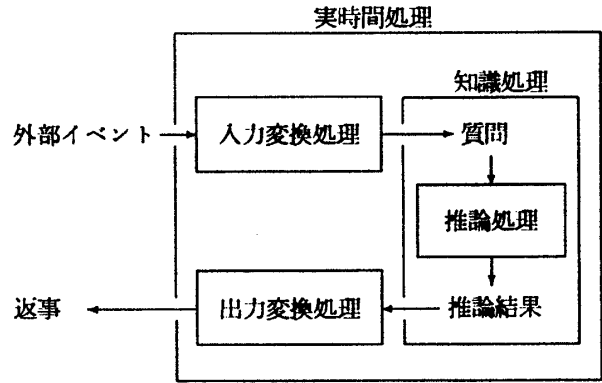 実時間処理
知識処理
外部イベント
入力変換処理
質問
推論処理
返事
出力変換処理
推論結果